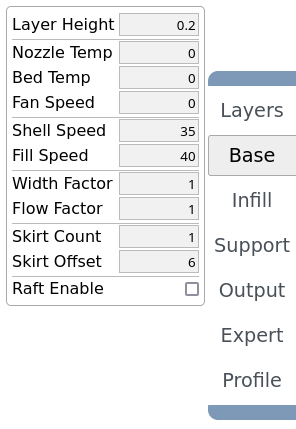 Layer Height 0.2
Nozzle Temp 0
Bed Temp 0
Fan Speed 0
Shell Speed 35
Fill Speed 40
Width Factor 1
Flow Factor 1
Skirt Count 1
Skirt Offset 6
Raft Enable
Layers
Base
Infill
Support
Output
Expert
Profile